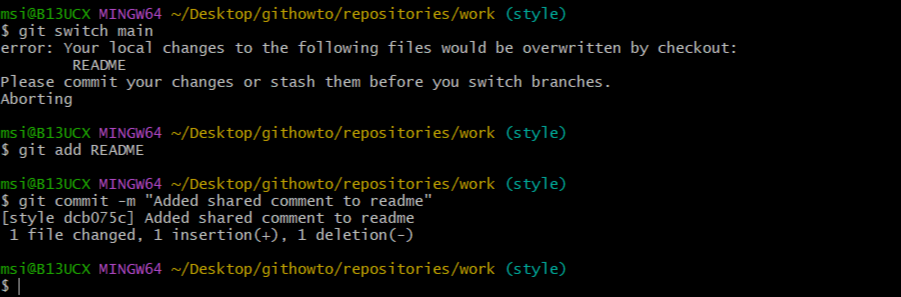 msi@B13UCX MINGW64 ~/Desktop/githowto/repositories/work (style)
$ git switch main
error: Your local changes to the following files would be overwritten by checkout:
        README
Please commit your changes or stash them before you switch branches.
Aborting
msi@B13UCX MINGW64 ~/Desktop/githowto/repositories/work (style)
$ git add README
msi@B13UCX MINGW64 ~/Desktop/githowto/repositories/work (style)
$ git commit -m "Added shared comment to readme"
[style dcb075c] Added shared comment to readme
 1 file changed, 1 insertion(+), 1 deletion(-)
msi@B13UCX MINGW64 ~/Desktop/githowto/repositories/work (style)
$